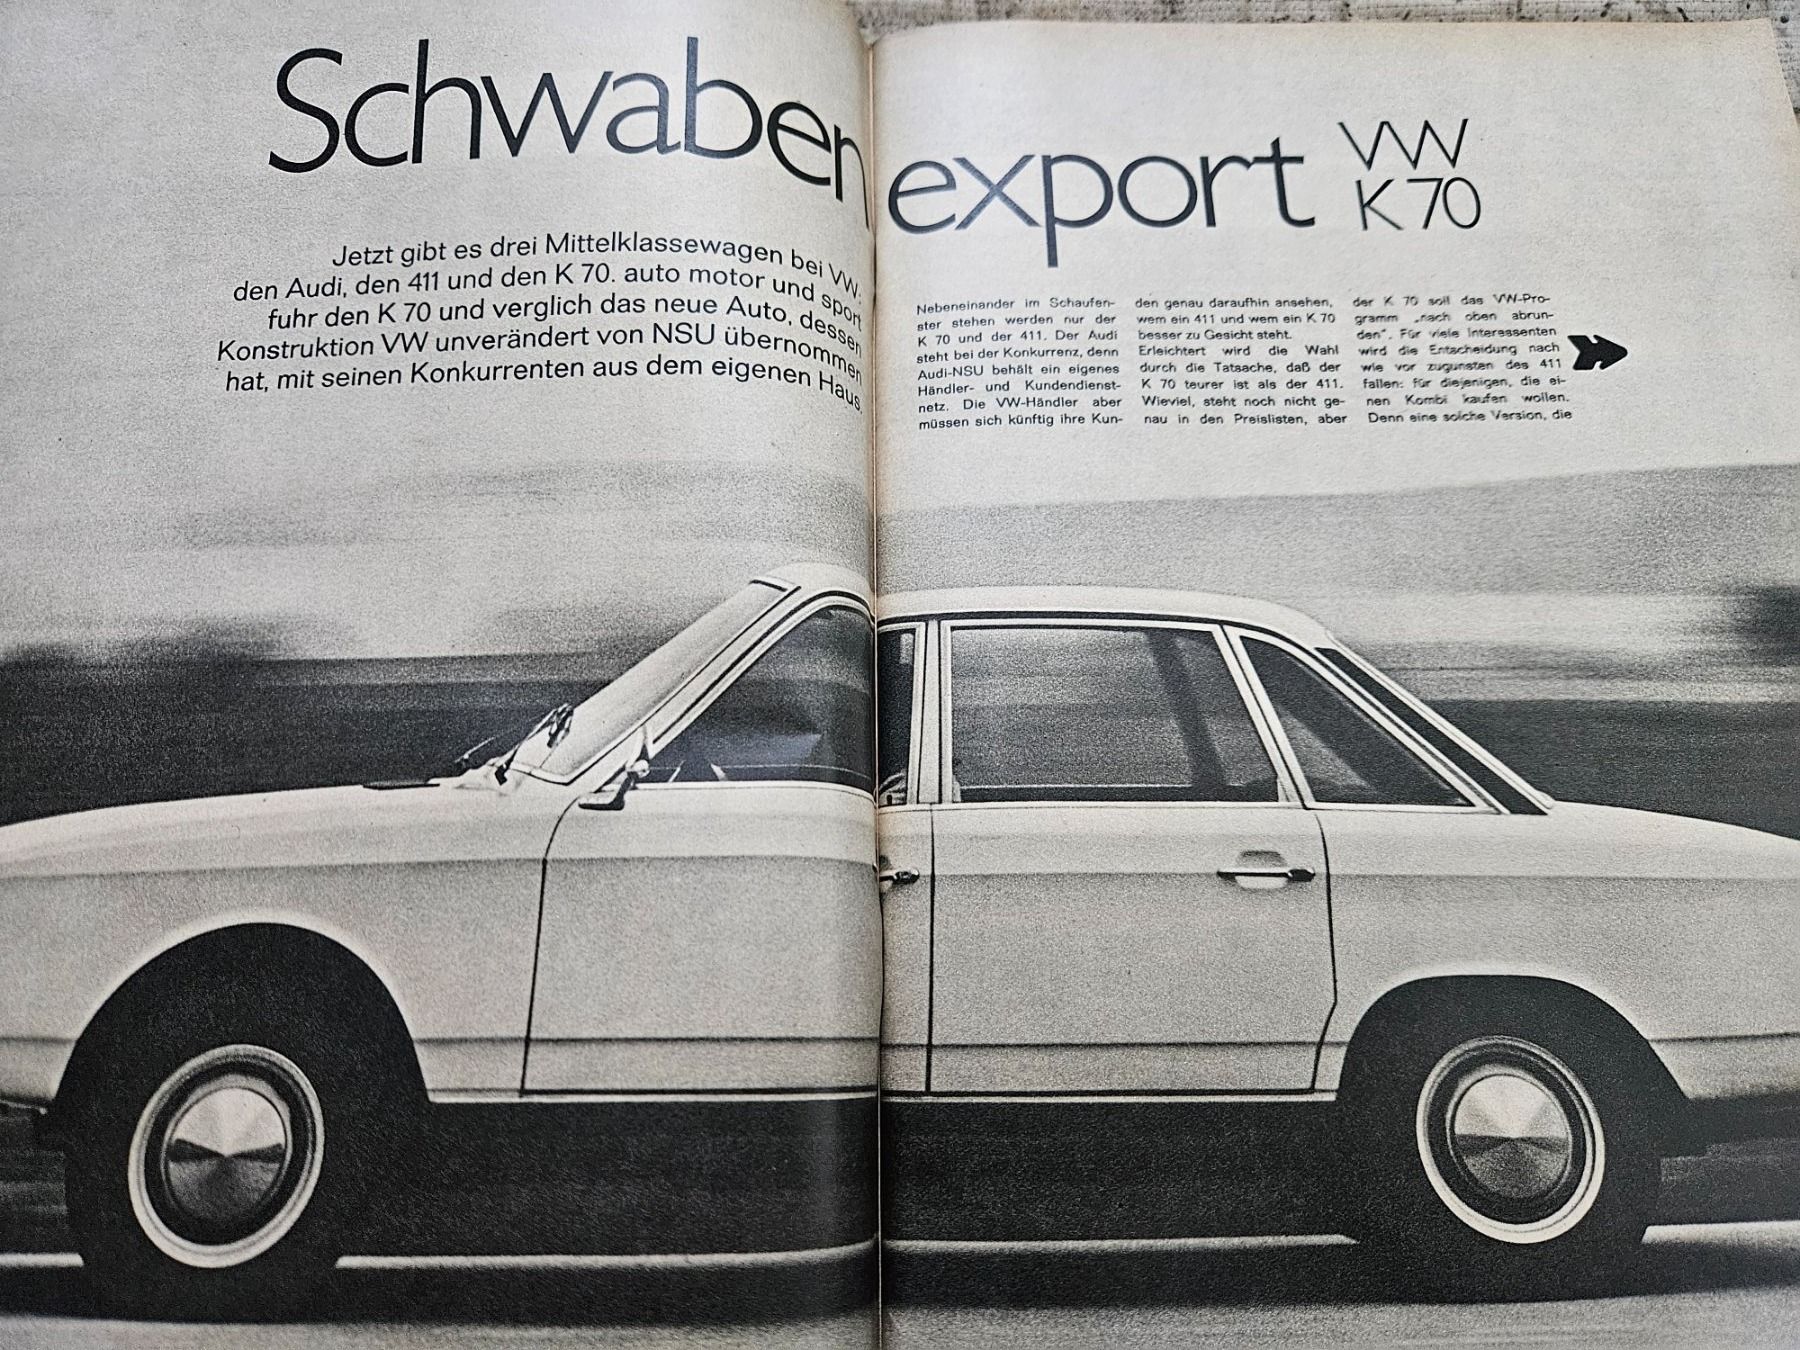 Schwabenexport VW
K 70
Jetzt gibt es drei Mittelklassewagen bei VW:
den Audi, den 411 und den K 70. auto motor und sport
fuhr den K 70 und verglich das neue Auto, dessen
Konstruktion VW unverändert von NSU übernommen
hat, mit seinen Konkurrenten aus dem eigenen Haus.
Nebeneinander im Schaufen-
ster stehen werden nur der
K 70 und der 411. Der Audi
steht bei der Konkurrenz, denn
Audi-NSU behält ein eigenes
Händler- und Kundendienst-
netz. Die VW-Händler aber
müssen sich künftig ihre Kun-
den genau daraufhin ansehen,
wem ein 411 und wem ein K 70
besser zu Gesicht steht.
Erleichtert wird die Wahl
durch die Tatsache, daß der
K 70 teurer ist als der 411.
Wieviel, steht noch nicht ge-
nau in den Preislisten, aber
der K 70 soll das VW-Pro-
gramm „nach oben abrun-
den". Für viele Interessenten
wird die Entscheidung nach
wie vor zugunsten des 411
fallen: für diejenigen, die ei-
nen Kombi kaufen wollen.
Denn eine solche Version, die